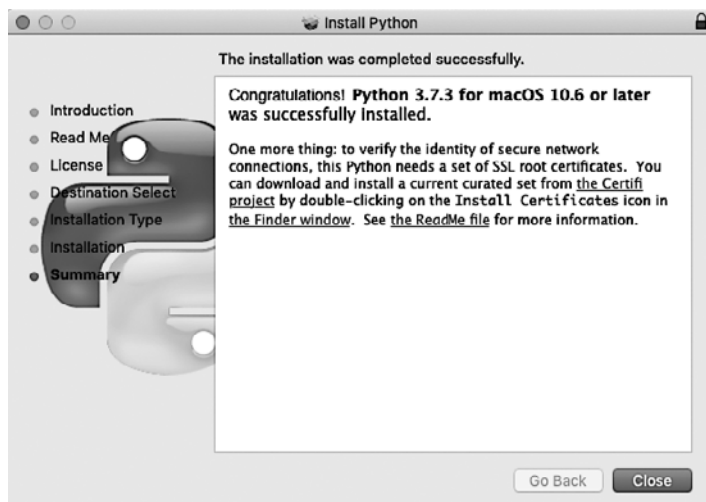 Install Python
The installation was completed successfully.
Introduction
Read Me
License
Destination Select
Installation Type
Installation
Summary
Congratulations! Python 3.7.3 for macOS 10.6 or later
was successfully installed.
One more thing: to verify the identity of secure network
connections, this Python needs a set of SSL root certificates. You
can download and install a current curated set from the Certifi
project by double-clicking on the Install Certificates icon in
the Finder window. See the ReadMe file for more information.
Go Back
Close